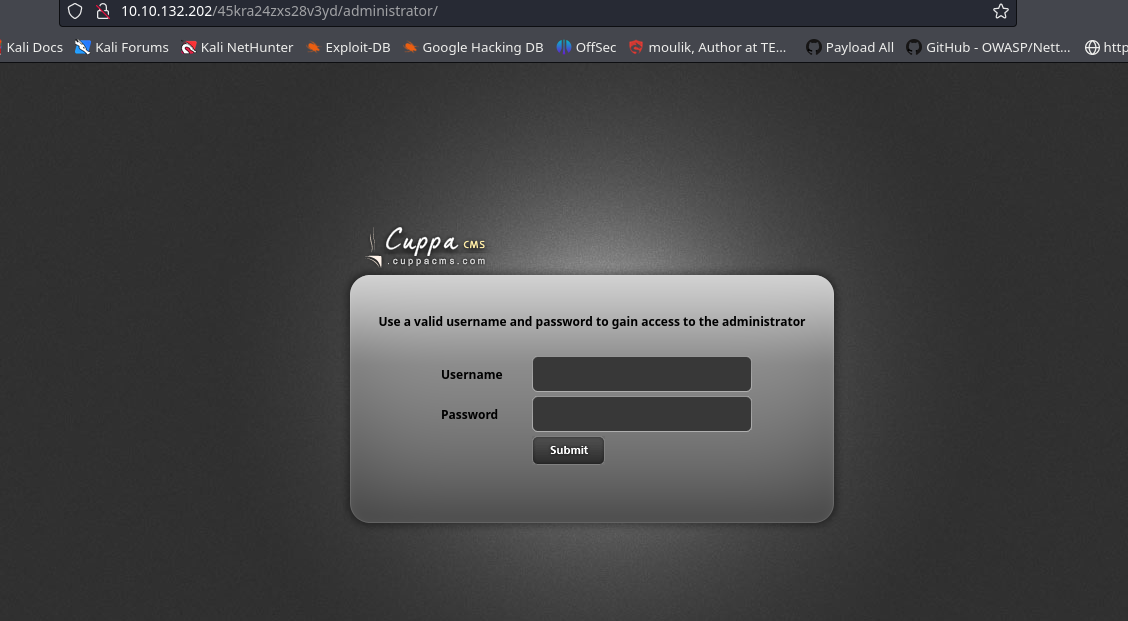 10.10.132.202/45kra24zxs28v3yd/administrator/
Kali Docs Kali Forums Kali NetHunter Exploit-DB Google Hacking DB OffSec moulik, Author at TE... Payload All GitHub - OWASP/Nett... http
Cuppa CMS
.cuppacms.com
Use a valid username and password to gain access to the administrator
Username
Password
Submit